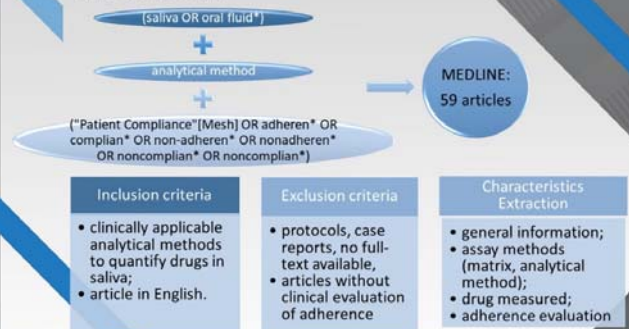 (saliva OR oral fluid*)
+
analytical method
+
("Patient Compliance"[Mesh] OR adheren* OR
complian* OR non-adheren* OR nonadheren*
OR noncomplian* OR noncomplian*)
MEDLINE:
59 articles
Inclusion criteria
• clinically applicable
analytical methods
to quantify drugs in
saliva;
• article in English.
Exclusion criteria
• protocols, case
reports, no full-
text available,
• articles without
clinical evaluation
of adherence
Characteristics
Extraction
• general information;
• assay methods
(matrix, analytical
method);
• drug measured;
• adherence evaluation